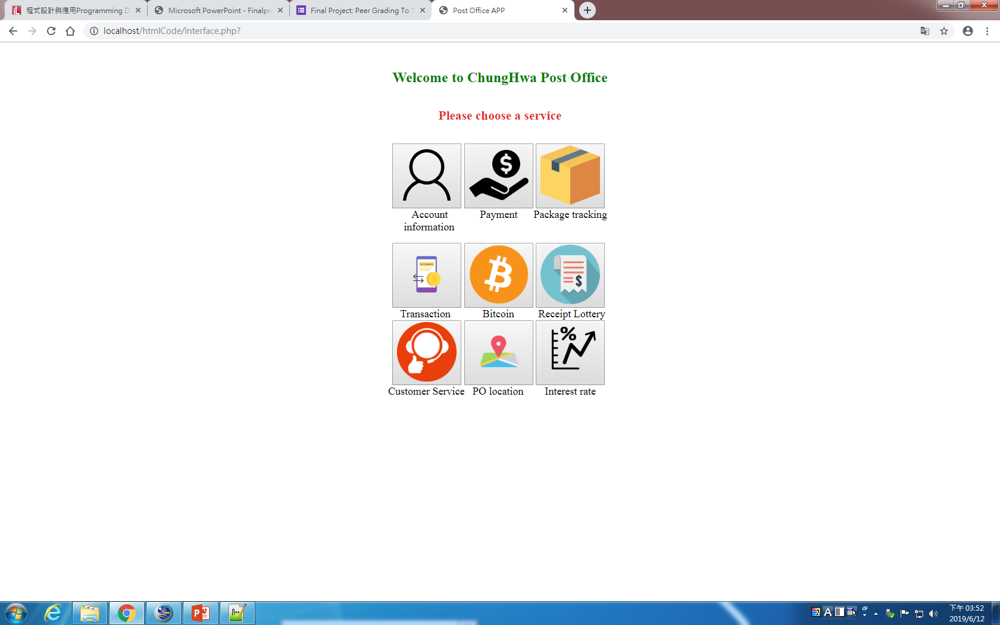 程式設計與應用Programming D
Microsoft PowerPoint - Finalpr
Final Project: Peer Grading To T
Post Office APP
localhost/htmlCode/interface.php?
Welcome to ChungHwa Post Office
Please choose a service
Account
information
Payment
Package tracking
Transaction
Bitcoin
Receipt Lottery
Customer Service
PO location
Interest rate
下午 03:52
2019/6/12